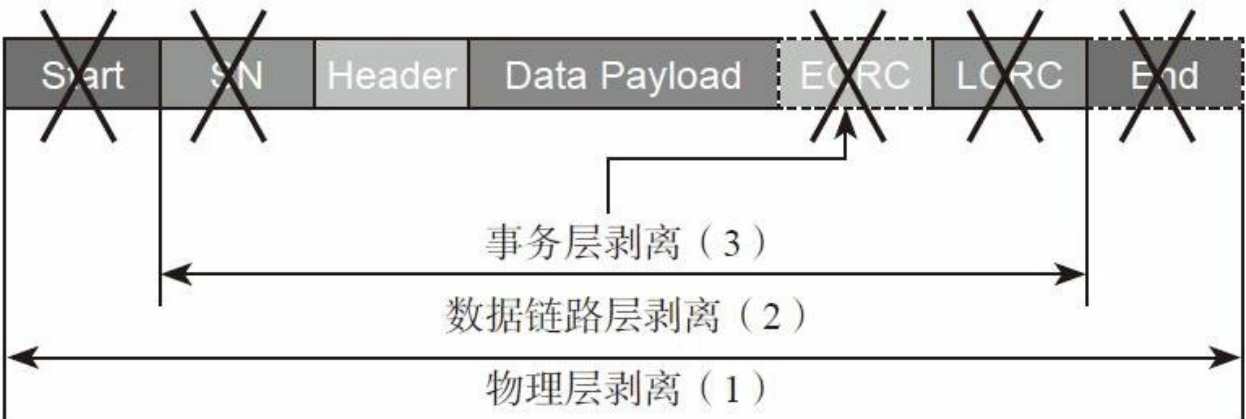 Start SN Header Data Payload ECRC LCRC End
事务层剥离（3）
数据链路层剥离（2）
物理层剥离（1）